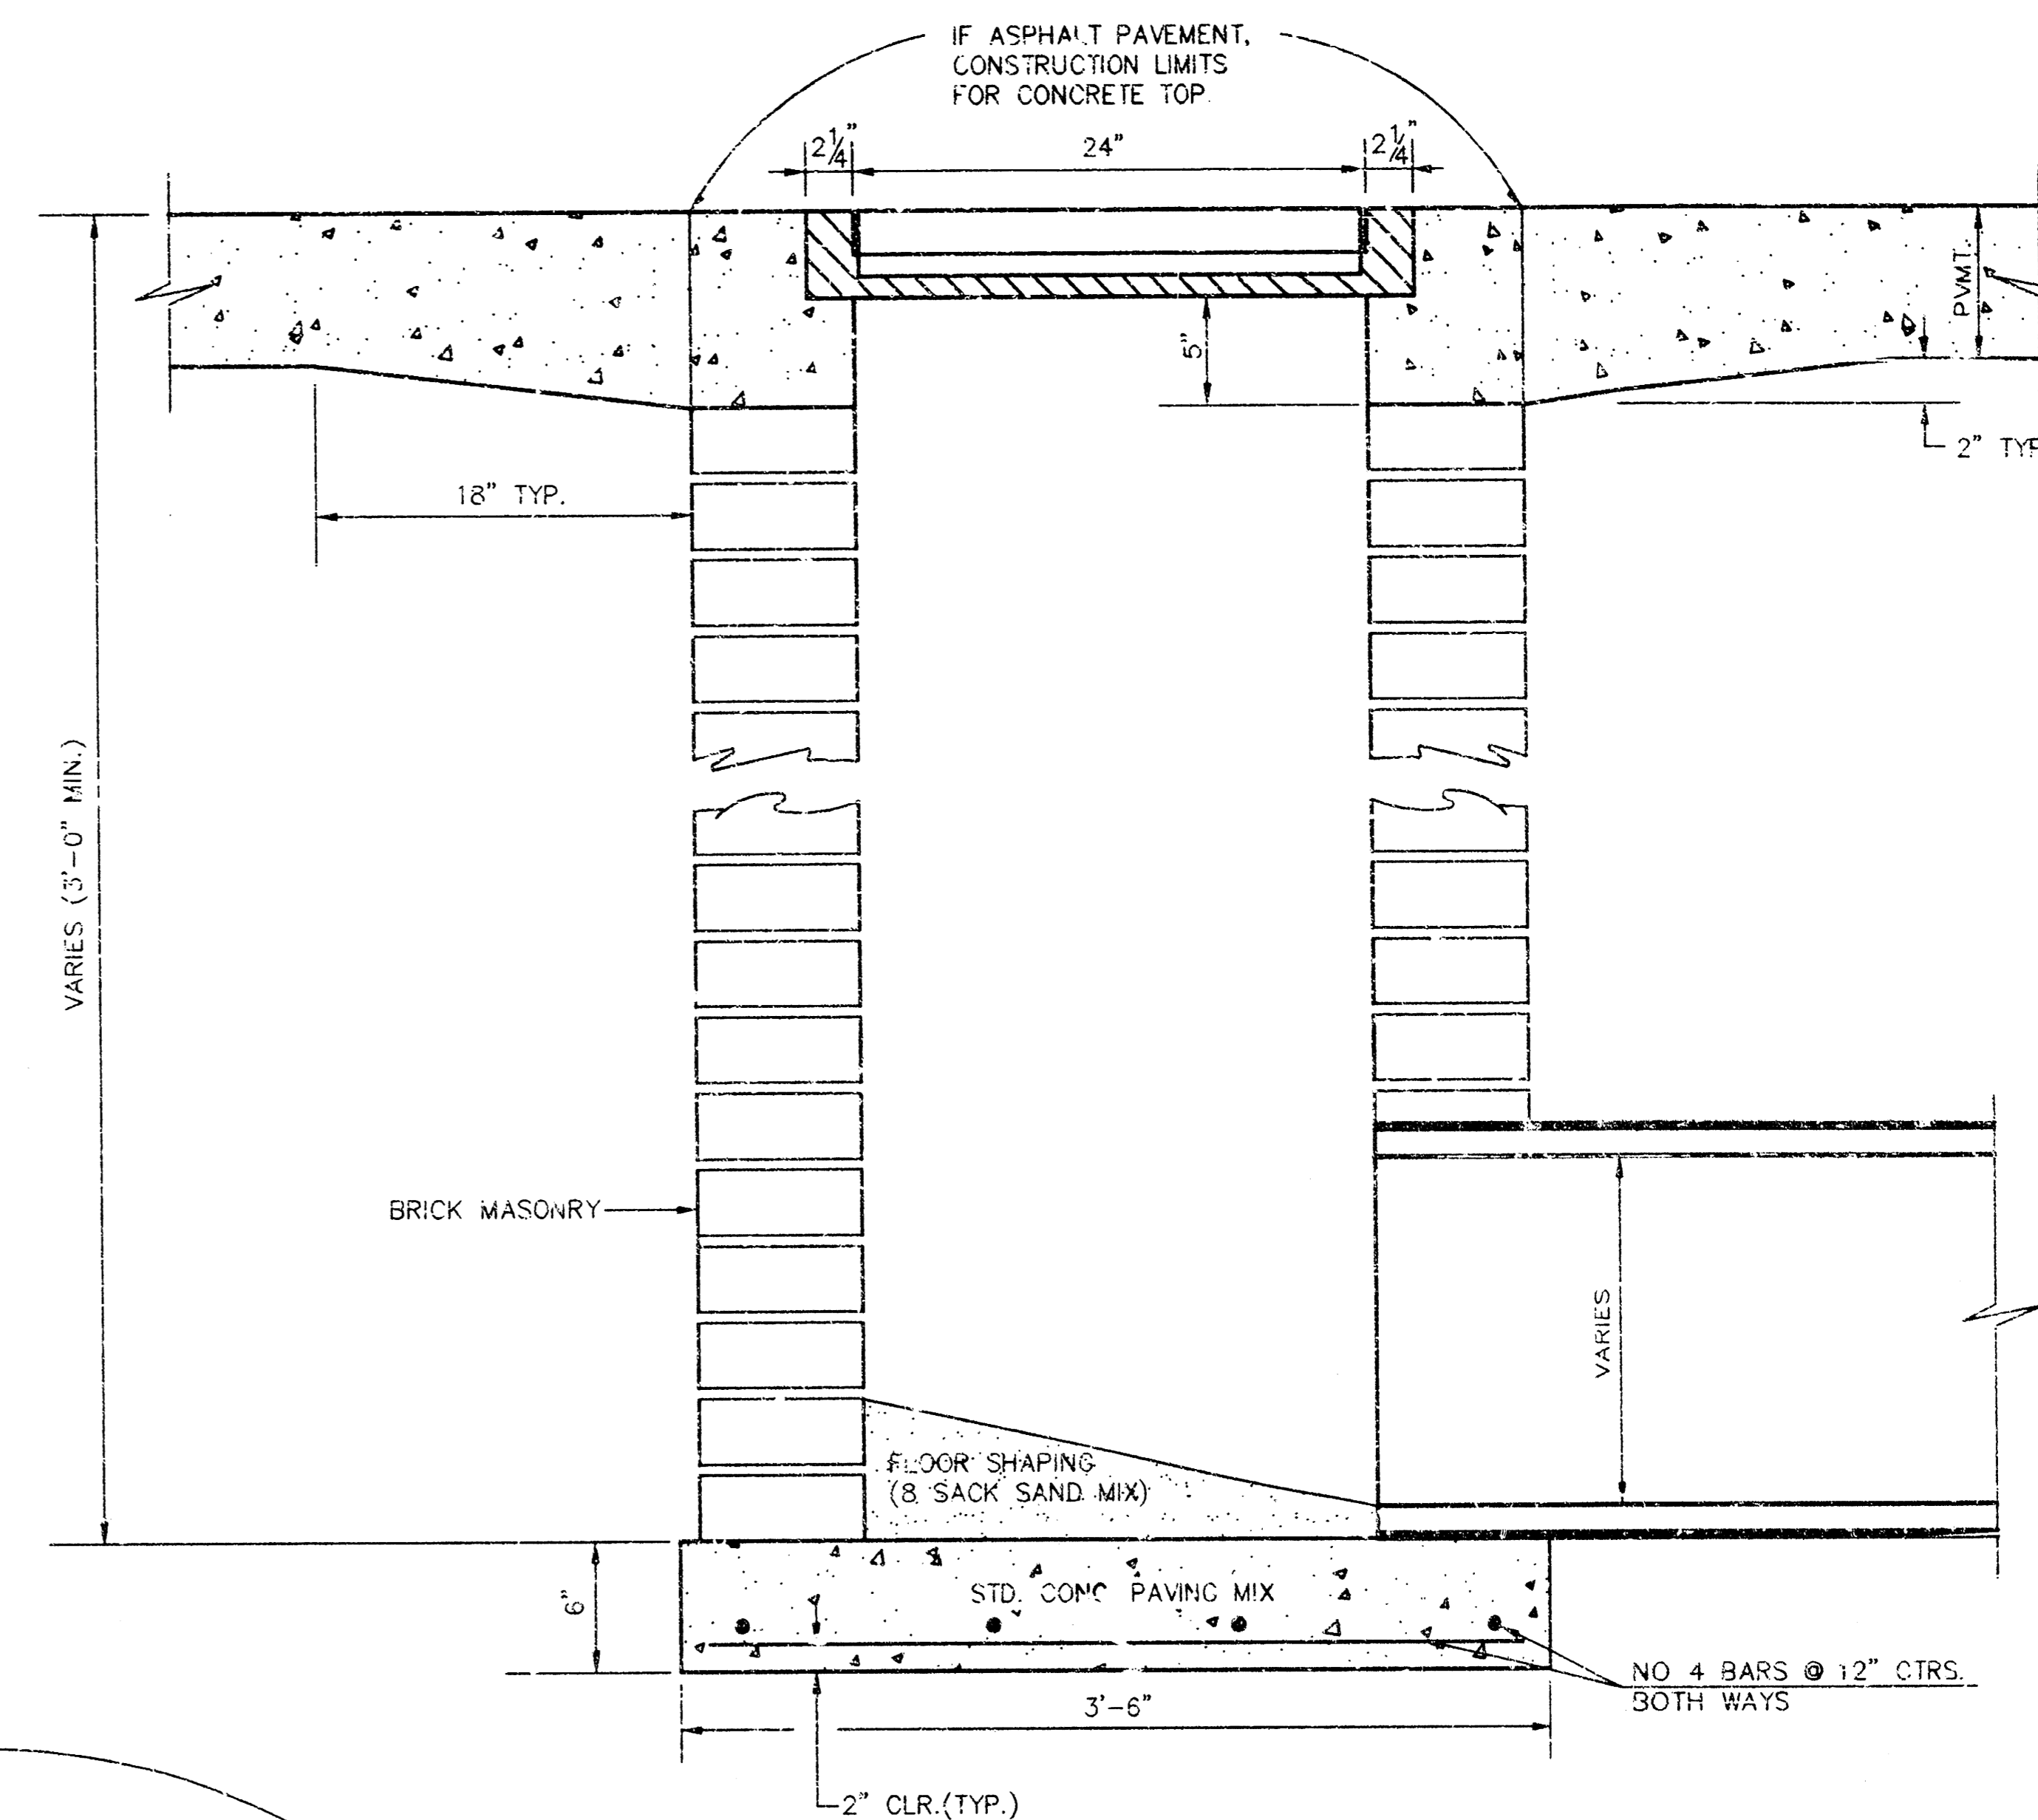 IF ASPHALT PAVEMENT,
CONSTRUCTION LIMITS
FOR CONCRETE TOP.
2¼"
24"
2¼"
PVMT.
5"
2" TYP
18" TYP.
VARIES (3'-0" MIN.)
BRICK MASONRY
VARIES
FLOOR SHAPING
(8 SACK SAND MIX)
6"
STD. CONC PAVING MIX
NO 4 BARS @ 12" CTRS.
BOTH WAYS
3'-6"
2" CLR.(TYP.)